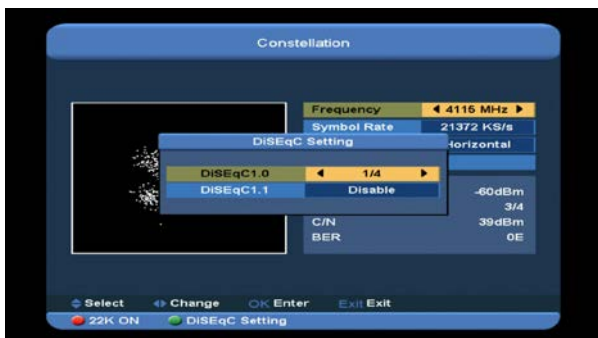 Constellation
Frequency 4116 MHz
Symbol Rate 21372 KS/s
Horizontal
DiSEqC Setting
DiSEqC1.0 1/4
DiSEqC1.1 Disable
-60dBm
3/4
C/N 39dBm
BER 0E
Select Change OK Enter Exit Exit
22K ON DiSEqC Setting